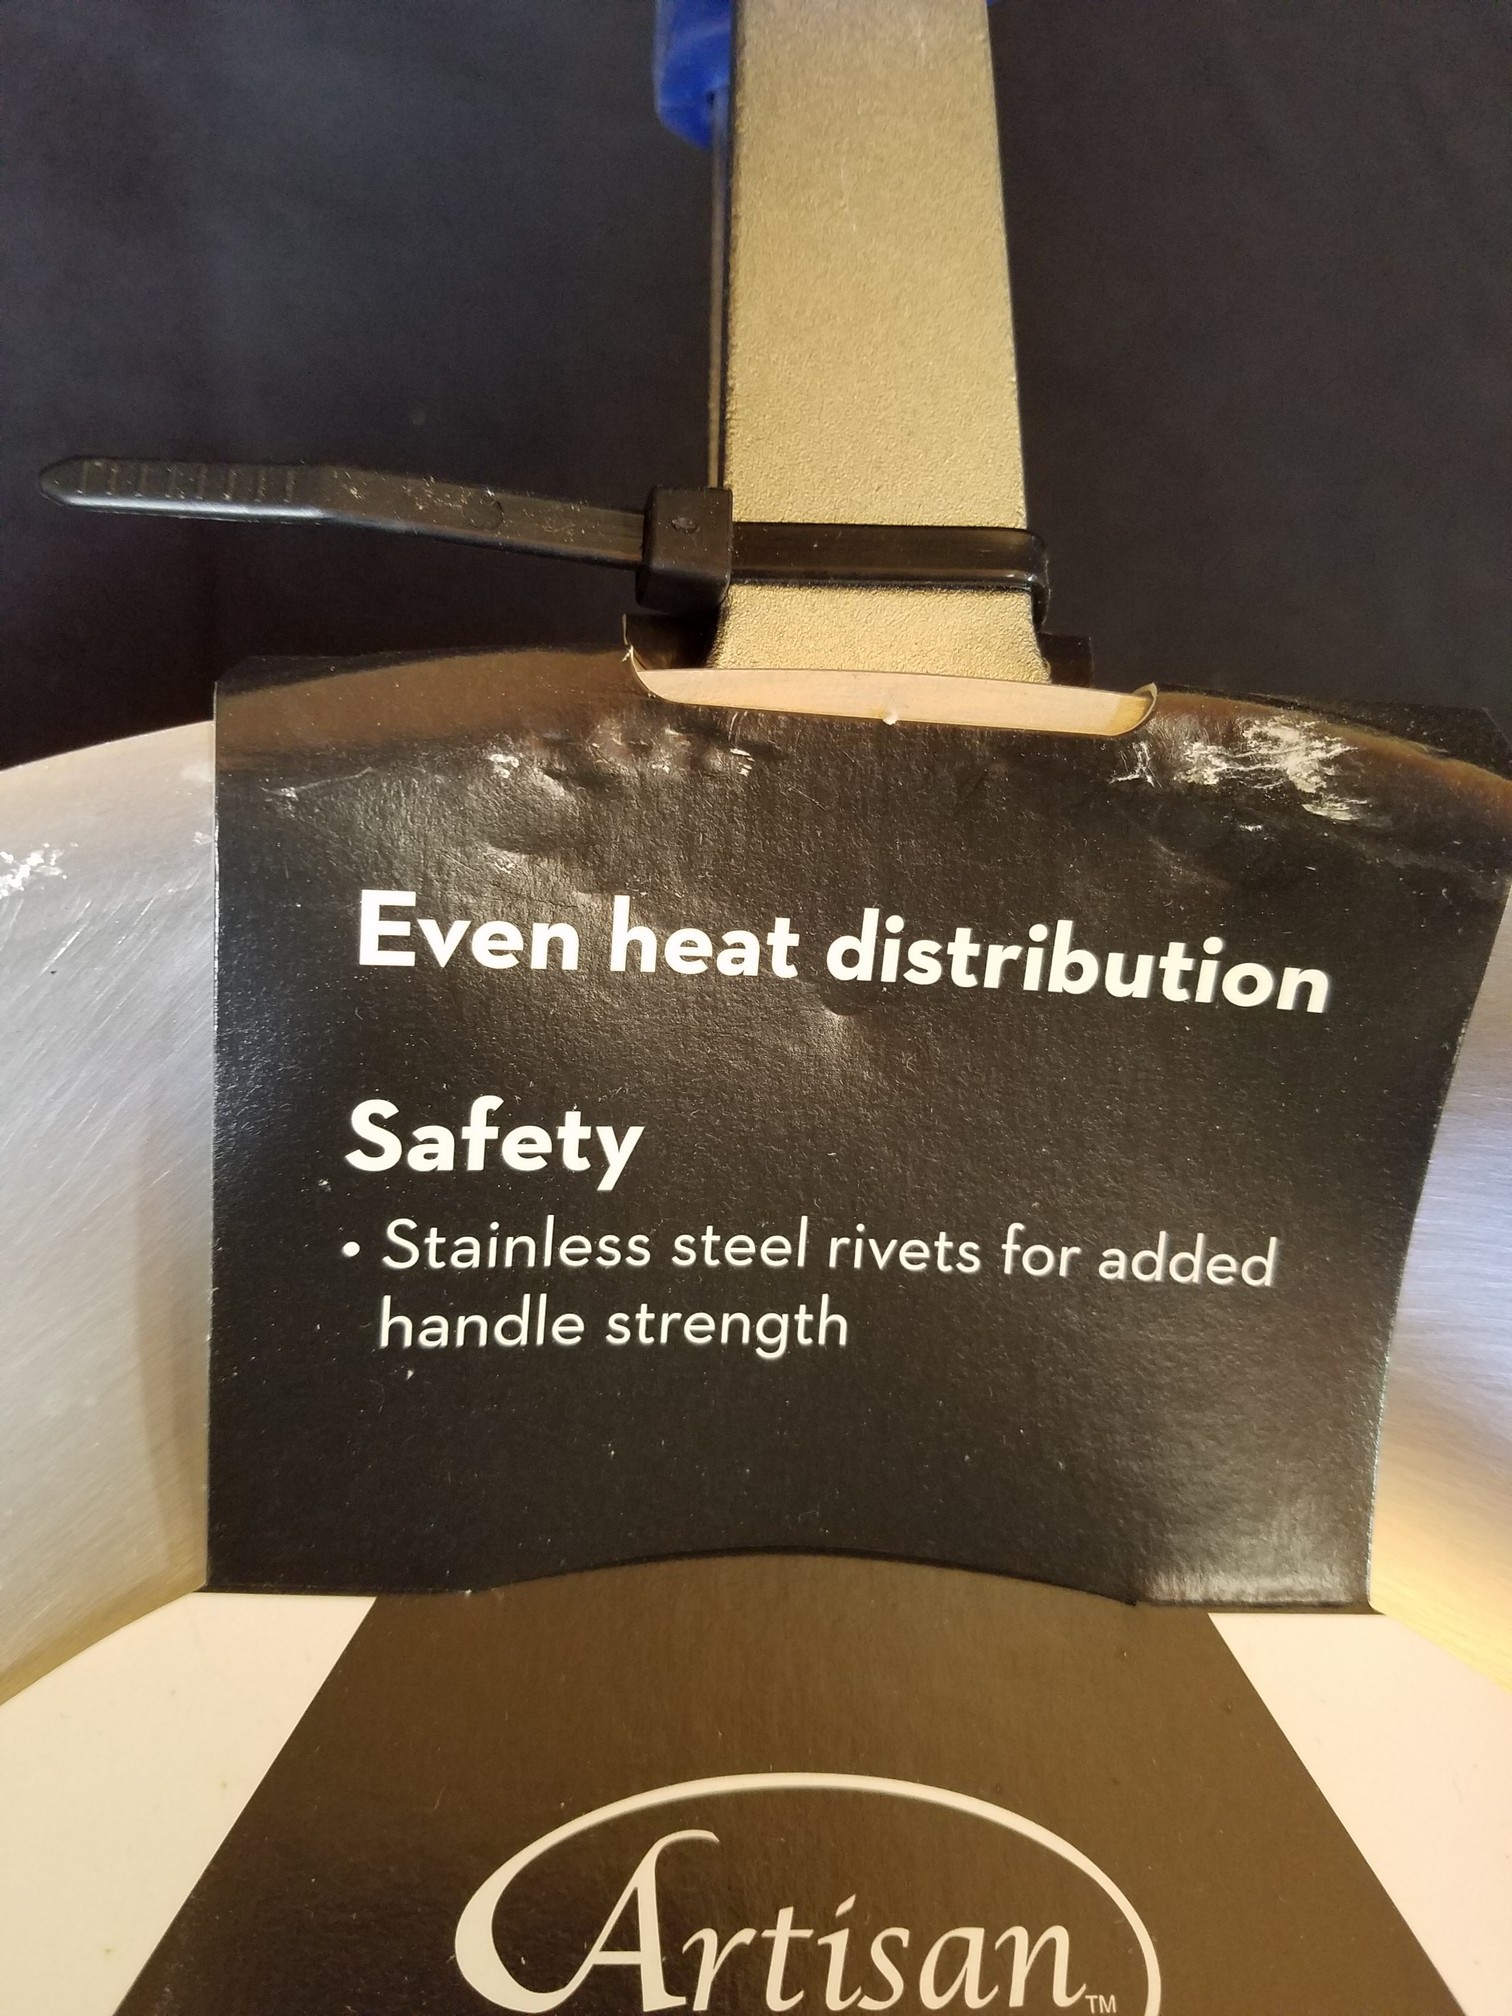 Even heat distribution
Safety
• Stainless steel rivets for added
handle strength
Artisan™